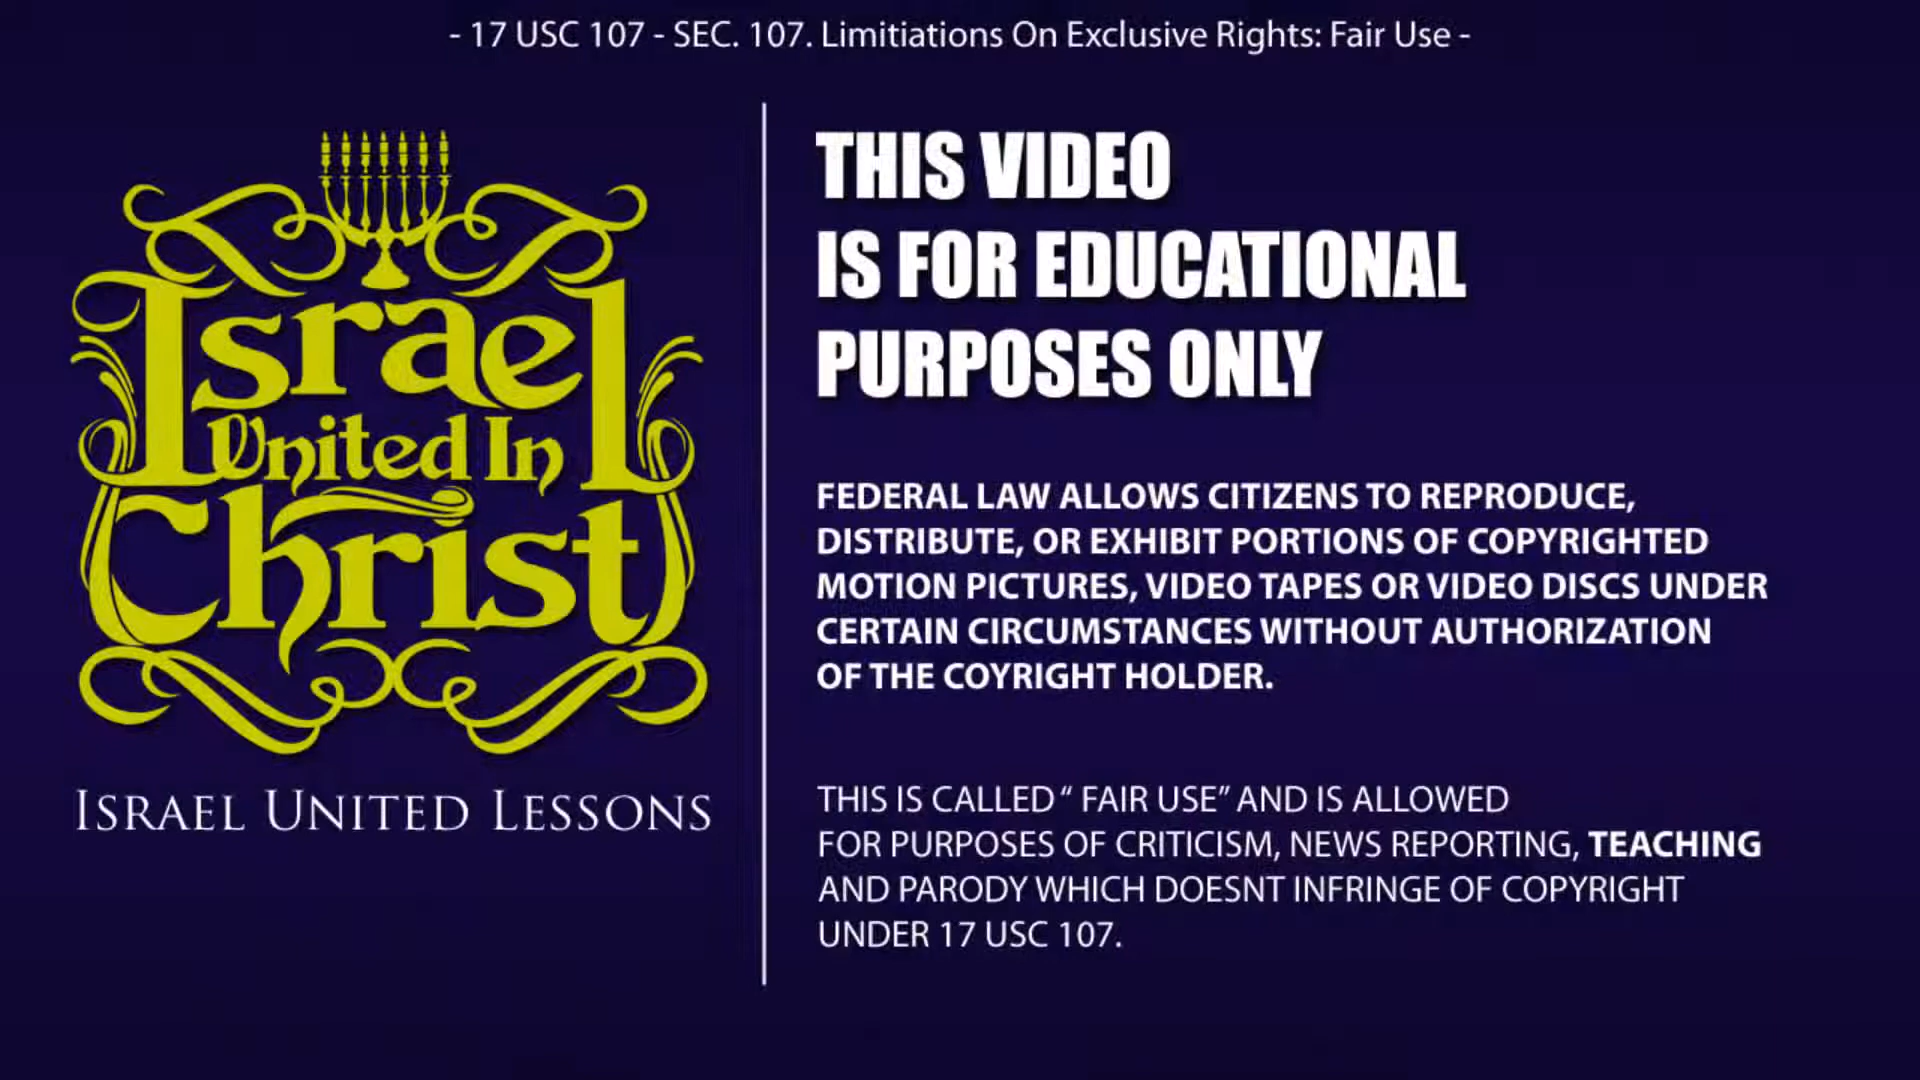 - 17 USC 107 - SEC. 107. Limitiations On Exclusive Rights: Fair Use -
Israel
United In
Christ
ISRAEL UNITED LESSONS
THIS VIDEO
IS FOR EDUCATIONAL
PURPOSES ONLY
FEDERAL LAW ALLOWS CITIZENS TO REPRODUCE,
DISTRIBUTE, OR EXHIBIT PORTIONS OF COPYRIGHTED
MOTION PICTURES, VIDEO TAPES OR VIDEO DISCS UNDER
CERTAIN CIRCUMSTANCES WITHOUT AUTHORIZATION
OF THE COYRIGHT HOLDER.
THIS IS CALLED “ FAIR USE” AND IS ALLOWED
FOR PURPOSES OF CRITICISM, NEWS REPORTING, TEACHING
AND PARODY WHICH DOESNT INFRINGE OF COPYRIGHT
UNDER 17 USC 107.